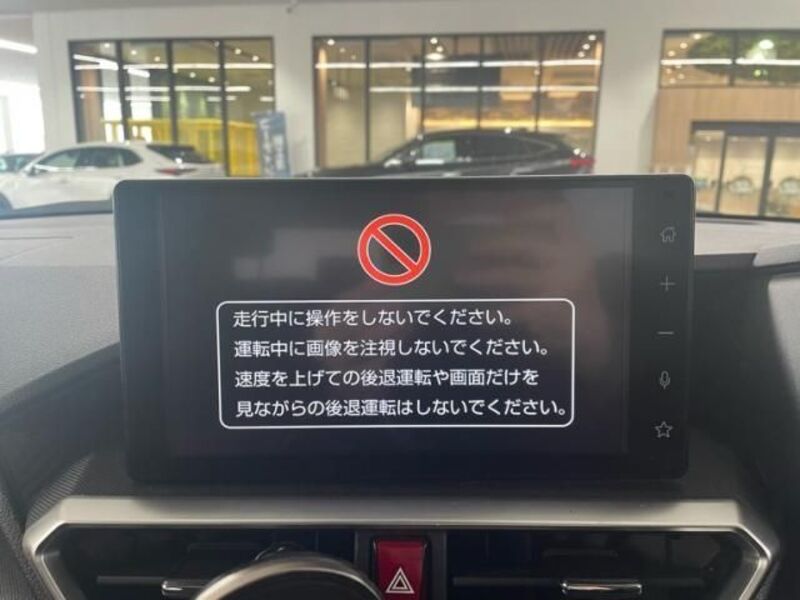 走行中に操作をしないでください。
運転中に画像を注視しないでください。
速度を上げての後退運転や画面だけを
見ながらの後退運転はしないでください。